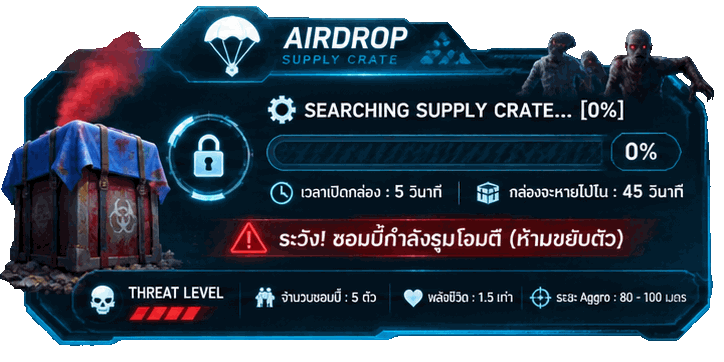 AIRDROP
SUPPLY CRATE
SEARCHING SUPPLY CRATE... [0%]
0%
เวลาเปิดกล่อง : 5 วินาที
กล่องจะหายไปใน : 45 วินาที
ระวัง! ซอมบี้กำลังรุมโจมตี (ห้ามขยับตัว)
THREAT LEVEL
จำนวนซอมบี้ : 5 ตัว
พลังชีวิต : 1.5 เท่า
ระยะ Aggro : 80 - 100 เมตร